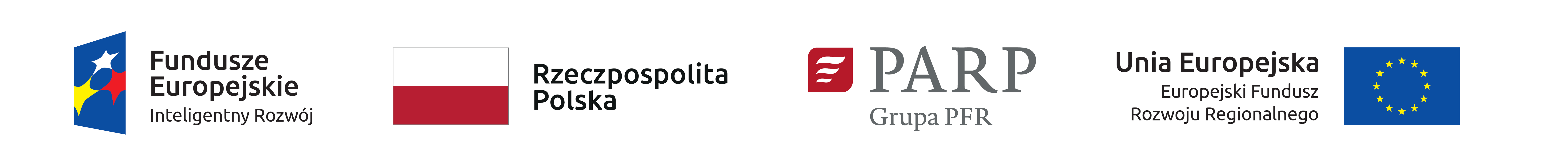 Fundusze
Europejskie
Inteligentny Rozwój
Rzeczpospolita
Polska
PARP
Grupa PFR
Unia Europejska
Europejski Fundusz
Rozwoju Regionalnego